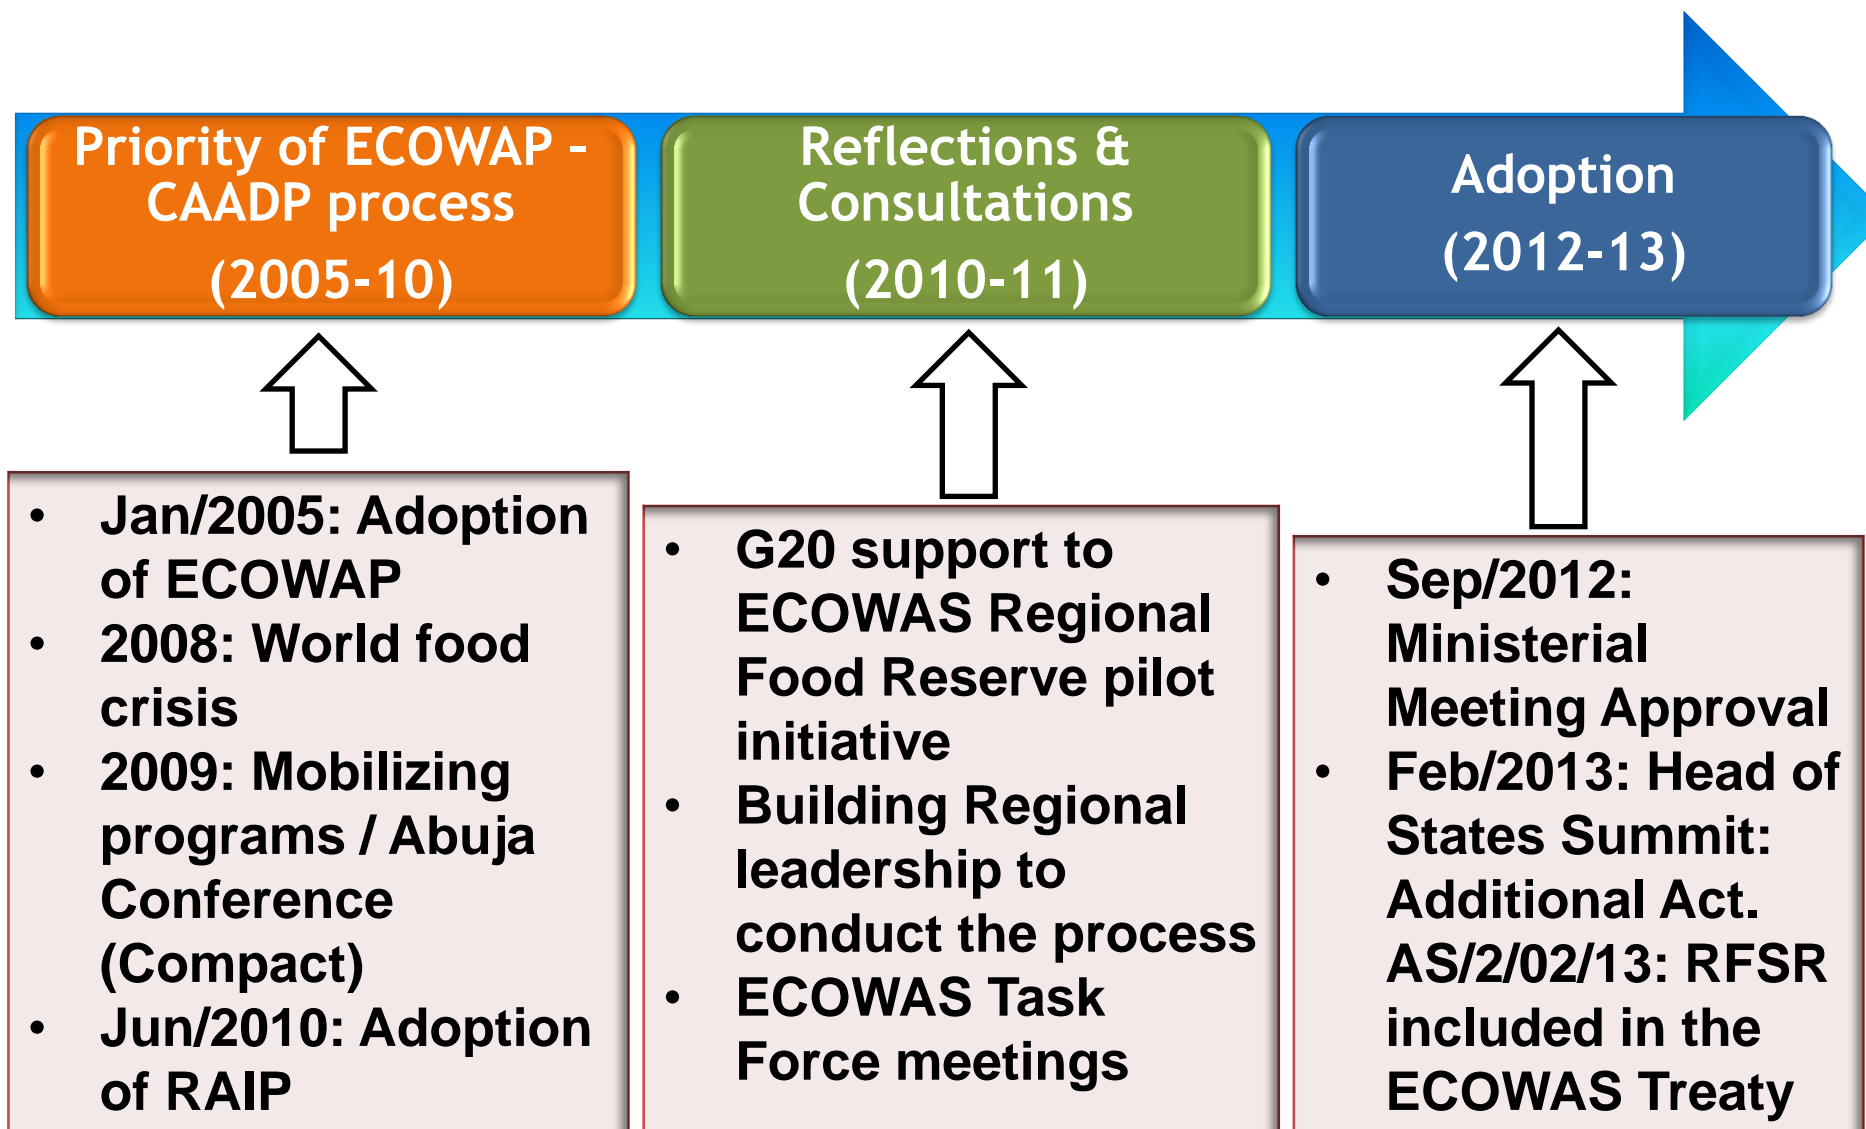 Priority of ECOWAP –
CAADP process
(2005-10)
Reflections &
Consultations
(2010-11)
Adoption
(2012-13)
• Jan/2005: Adoption
of ECOWAP
• 2008: World food
crisis
• 2009: Mobilizing
programs / Abuja
Conference
(Compact)
• Jun/2010: Adoption
of RAIP
• G20 support to
ECOWAS Regional
Food Reserve pilot
initiative
• Building Regional
leadership to
conduct the process
• ECOWAS Task
Force meetings
• Sep/2012:
Ministerial
Meeting Approval
• Feb/2013: Head of
States Summit:
Additional Act.
AS/2/02/13: RFSR
included in the
ECOWAS Treaty